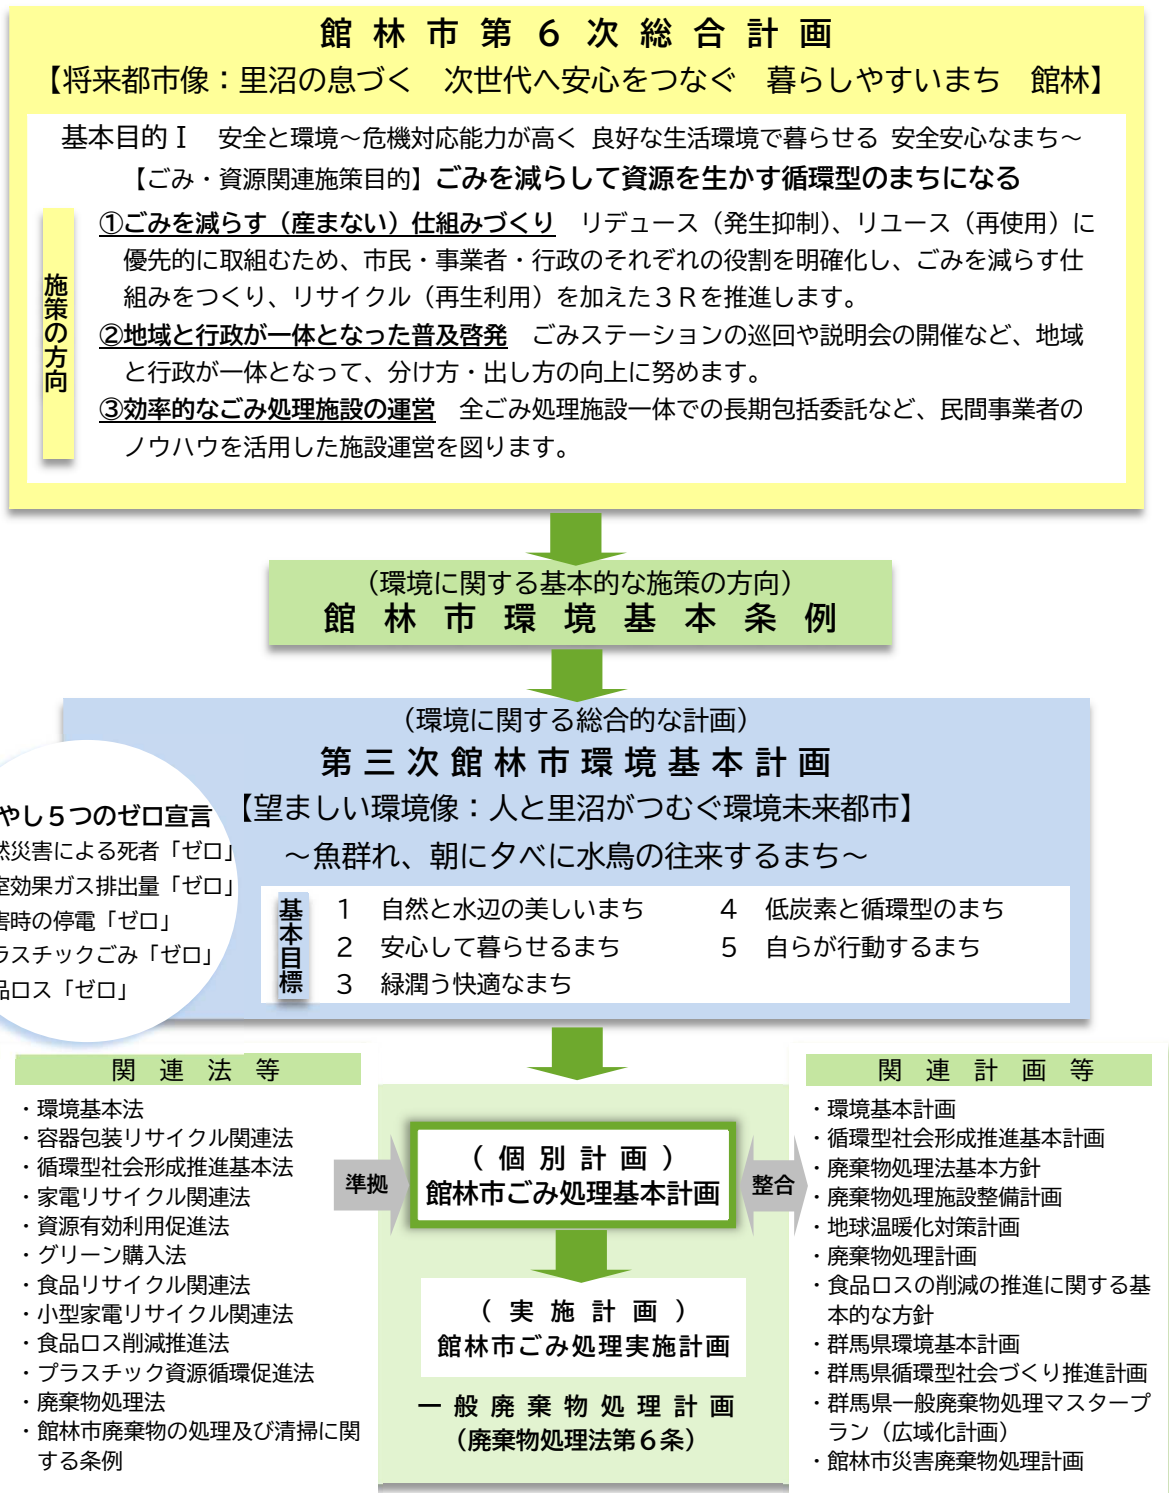 館林市第６次総合計画
【将来都市像：里沼の息づく　次世代へ安心をつなぐ　暮らしやすいまち　館林】
基本目的Ⅰ　安全と環境～危機対応能力が高く 良好な生活環境で暮らせる 安全安心なまち～
【ごみ・資源関連施策目的】ごみを減らして資源を生かす循環型のまちになる
施策の方向
①ごみを減らす（産まない）仕組みづくり　リデュース（発生抑制）、リユース（再使用）に
優先的に取組むため、市民・事業者・行政のそれぞれの役割を明確化し、ごみを減らす仕
組みをつくり、リサイクル（再生利用）を加えた３Ｒを推進します。
②地域と行政が一体となった普及啓発　ごみステーションの巡回や説明会の開催など、地域
と行政が一体となって、分け方・出し方の向上に努めます。
③効率的なごみ処理施設の運営　全ごみ処理施設一体での長期包括委託など、民間事業者の
ノウハウを活用した施設運営を図ります。
（環境に関する基本的な施策の方向）
館林市環境基本条例
（環境に関する総合的な計画）
第三次館林市環境基本計画
【望ましい環境像：人と里沼がつむぐ環境未来都市】
～魚群れ、朝に夕べに水鳥の往来するまち～
やし５つのゼロ宣言
然災害による死者「ゼロ」
室効果ガス排出量「ゼロ」
害時の停電「ゼロ」
ラスチックごみ「ゼロ」
品ロス「ゼロ」
基本目標
１　自然と水辺の美しいまち
２　安心して暮らせるまち
３　緑潤う快適なまち
４　低炭素と循環型のまち
５　自らが行動するまち
関連法等
・環境基本法
・容器包装リサイクル関連法
・循環型社会形成推進基本法
・家電リサイクル関連法
・資源有効利用促進法
・グリーン購入法
・食品リサイクル関連法
・小型家電リサイクル関連法
・食品ロス削減推進法
・プラスチック資源循環促進法
・廃棄物処理法
・館林市廃棄物の処理及び清掃に関
する条例
準拠
（個別計画）
館林市ごみ処理基本計画
整合
（実施計画）
館林市ごみ処理実施計画
一般廃棄物処理計画
（廃棄物処理法第６条）
関連計画等
・環境基本計画
・循環型社会形成推進基本計画
・廃棄物処理法基本方針
・廃棄物処理施設整備計画
・地球温暖化対策計画
・廃棄物処理計画
・食品ロスの削減の推進に関する基
本的な方針
・群馬県環境基本計画
・群馬県循環型社会づくり推進計画
・群馬県一般廃棄物処理マスタープ
ラン（広域化計画）
・館林市災害廃棄物処理計画